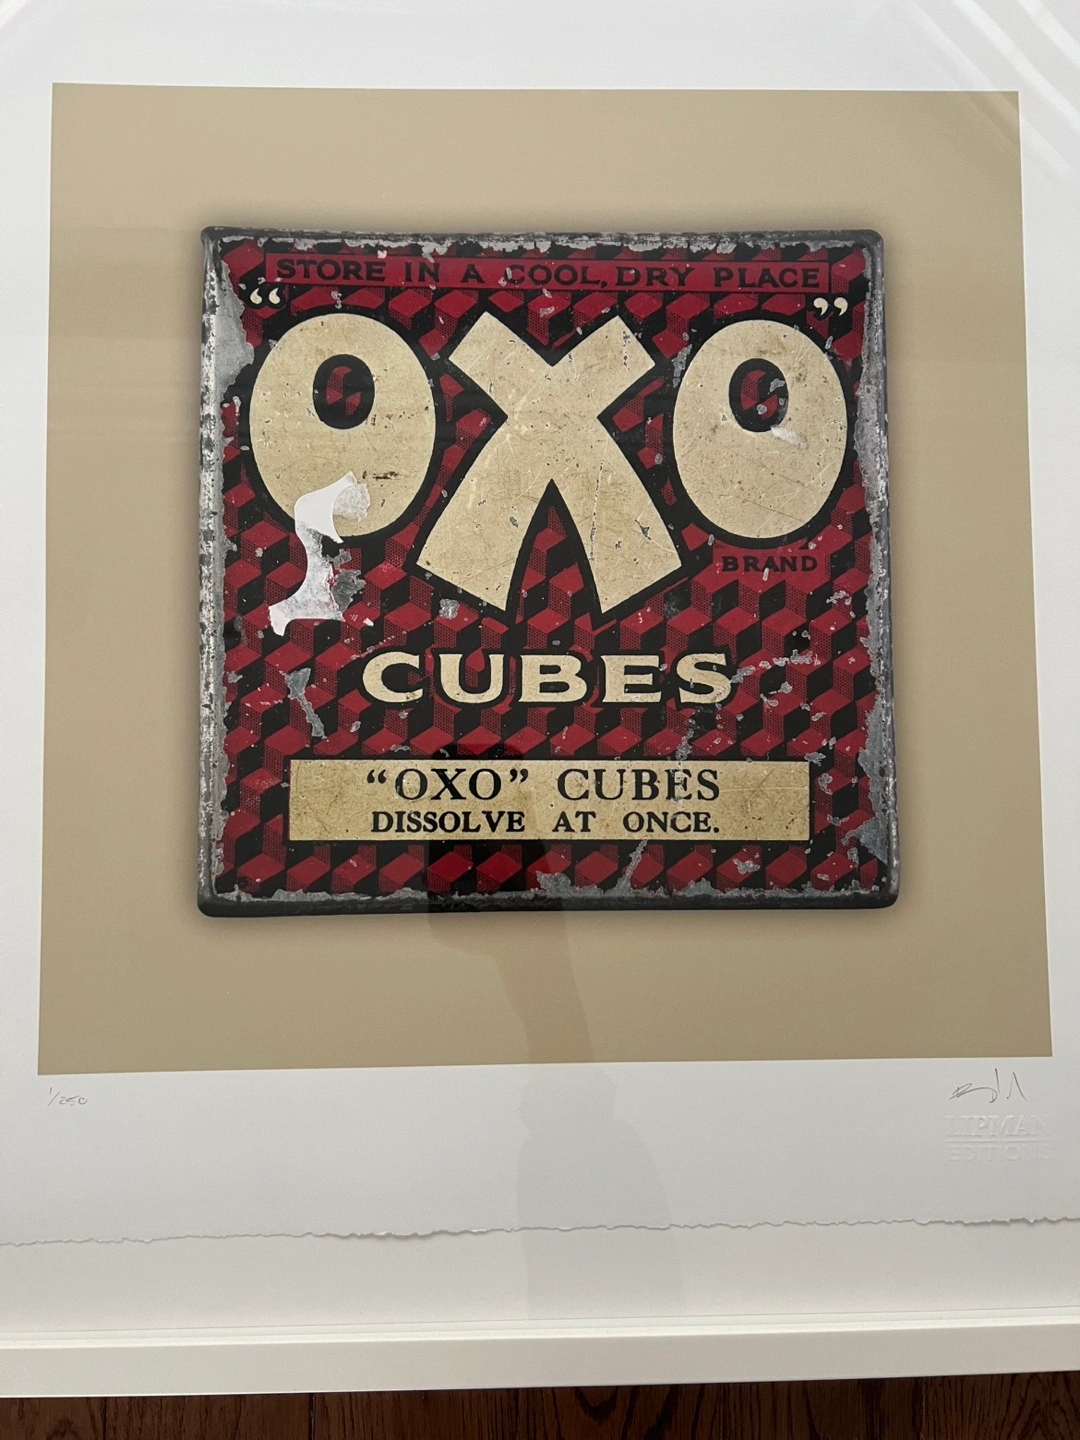 STORE IN A COOL, DRY PLACE
“OXO”
BRAND
CUBES
“OXO” CUBES
DISSOLVE AT ONCE.
1/250
LIPMAN
EDITIONS